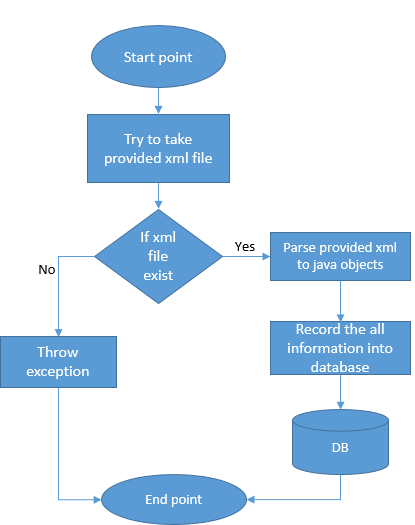 Start point
Try to take
provided xml file
If xml
file
exist
Yes
No
Parse provided xml
to java objects
Record the all
information into
database
Throw
exception
DB
End point